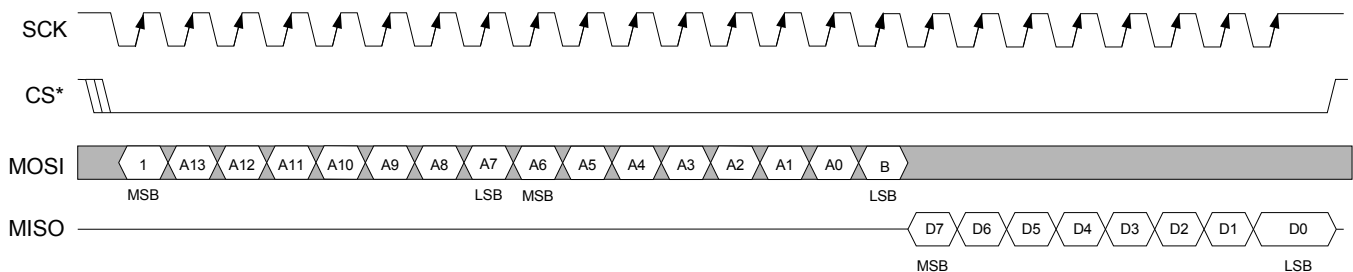 SCK
CS*
MOSI 1 A13 A12 A11 A10 A9 A8 A7 A6 A5 A4 A3 A2 A1 A0 B
MSB LSB MSB LSB
MISO D7 D6 D5 D4 D3 D2 D1 D0
MSB LSB